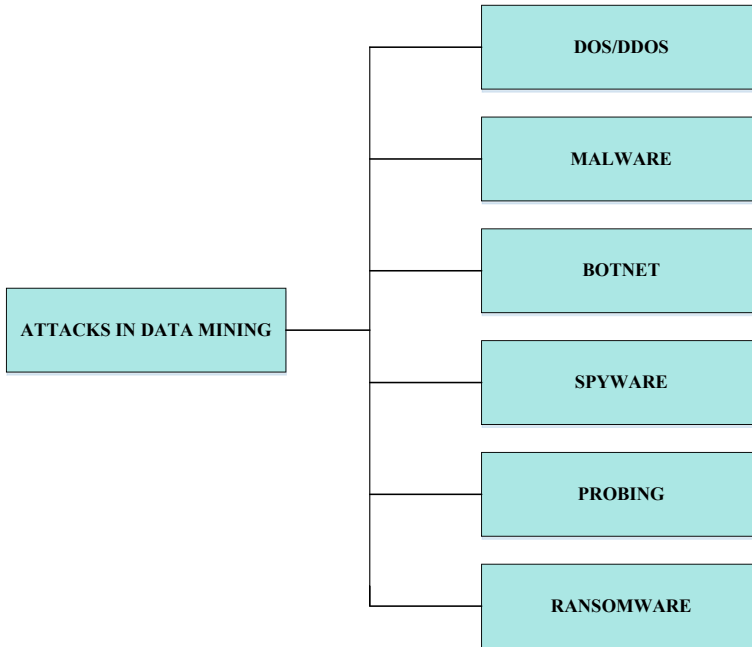 DOS/DDOS
MALWARE
BOTNET
ATTACKS IN DATA MINING
SPYWARE
PROBING
RANSOMWARE